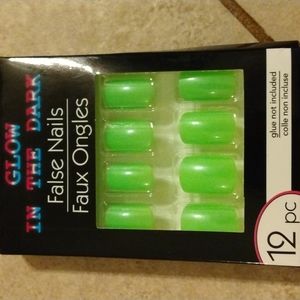 GLOW
IN THE DARK
False Nails
Faux Ongles
glue not included
colle non incluse
12 pc